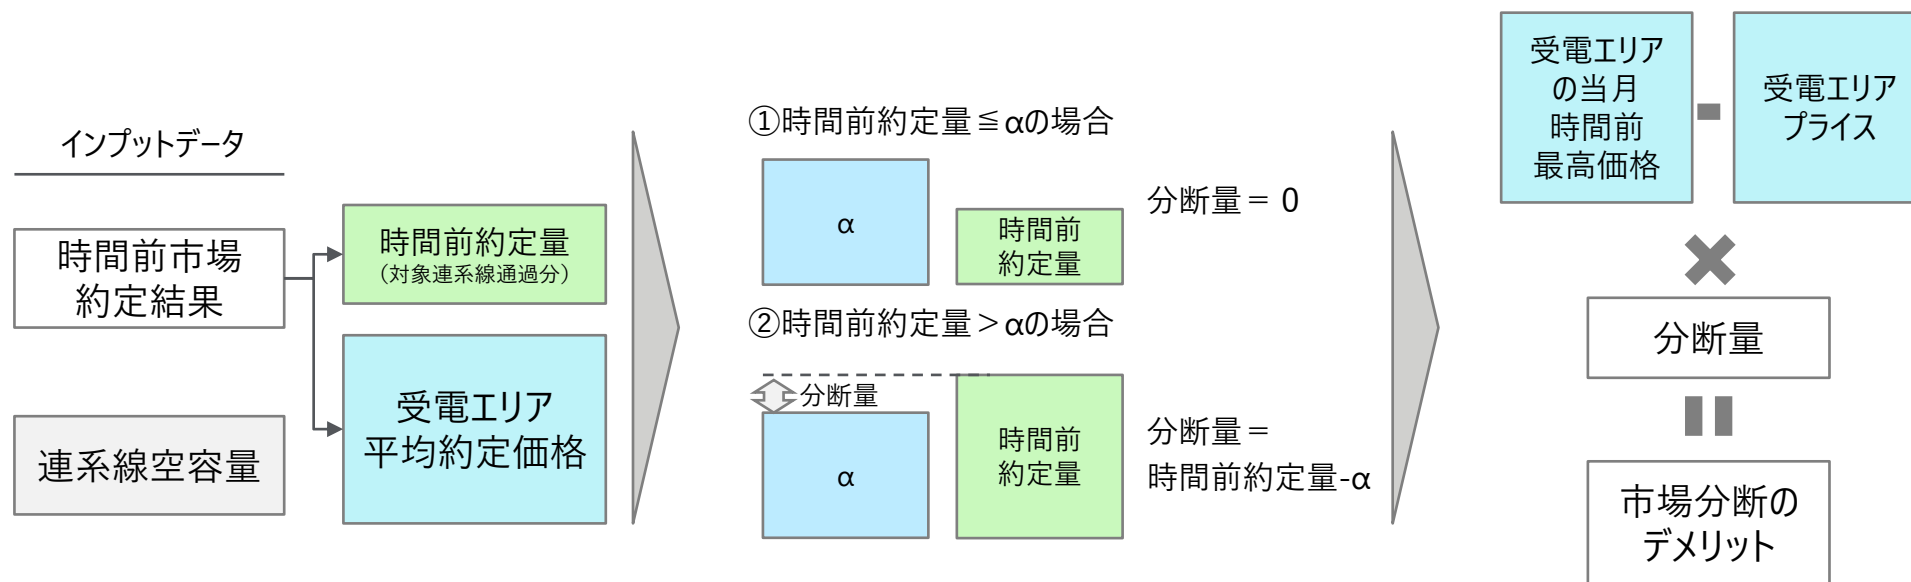 インプットデータ
時間前市場
約定結果
連系線空容量
時間前約定量
（対象連系線通過分）
受電エリア
平均約定価格
①時間前約定量≦αの場合
α
時間前
約定量
分断量＝ 0
②時間前約定量＞αの場合
分断量
α
時間前
約定量
分断量＝
時間前約定量-α
受電エリア
の当月
時間前
最高価格
受電エリア
プライス
分断量
市場分断の
デメリット